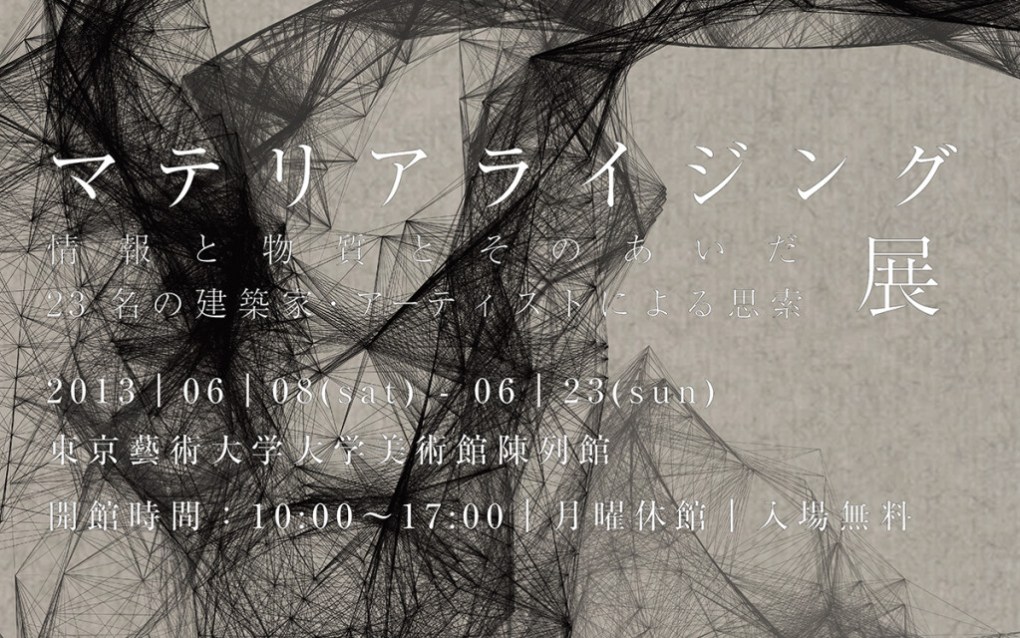 マテリアライジング
展
情報と物質とそのあいだ
23名の建築家・アーティストによる思索
2013 | 06 | 08(sat) - 06 | 23(sun)
東京藝術大学大学美術館陳列館
開館時間：10:00〜17:00 | 月曜休館 | 入場無料